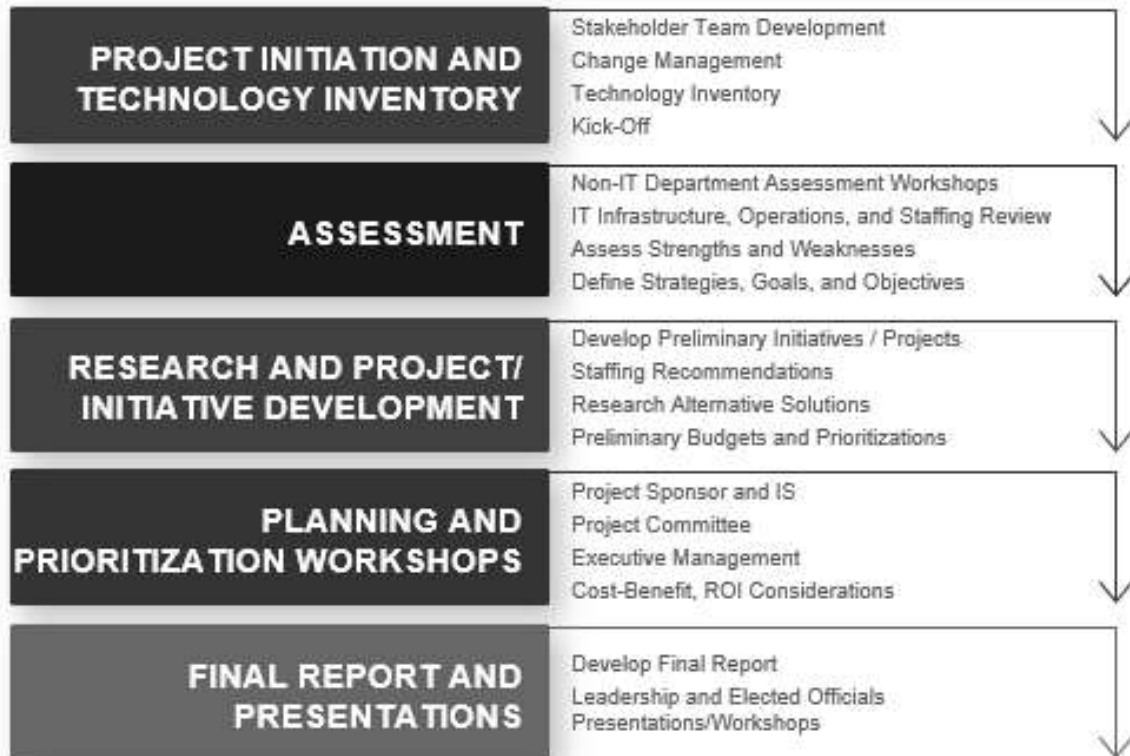 PROJECT INITIATION AND
TECHNOLOGY INVENTORY
Stakeholder Team Development
Change Management
Technology Inventory
Kick-Off
ASSESSMENT
Non-IT Department Assessment Workshops
IT Infrastructure, Operations, and Staffing Review
Assess Strengths and Weaknesses
Define Strategies, Goals, and Objectives
RESEARCH AND PROJECT/
INITIATIVE DEVELOPMENT
Develop Preliminary Initiatives / Projects
Staffing Recommendations
Research Alternative Solutions
Preliminary Budgets and Prioritizations
PLANNING AND
PRIORITIZATION WORKSHOPS
Project Sponsor and IS
Project Committee
Executive Management
Cost-Benefit, ROI Considerations
FINAL REPORT AND
PRESENTATIONS
Develop Final Report
Leadership and Elected Officials
Presentations/Workshops